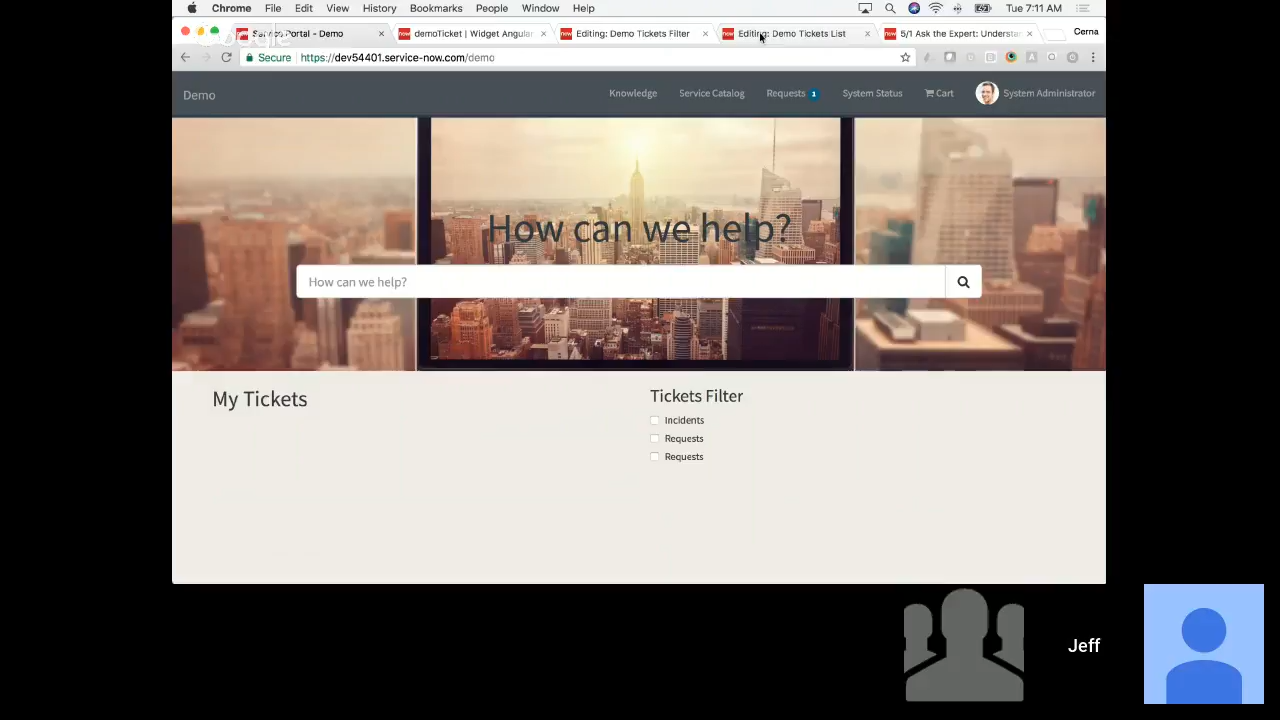 Chrome File Edit View History Bookmarks People Window Help Tue 7:11 AM
Service Portal - Demo demoTicket | Widget Angular Editing: Demo Tickets Filter Editing: Demo Tickets List 5/1 Ask the Expert: Understan Cerna
Secure https://dev54401.service-now.com/demo
Demo Knowledge Service Catalog Requests 1 System Status Cart System Administrator
How can we help?
How can we help?
My Tickets
Tickets Filter
Incidents
Requests
Requests
Jeff